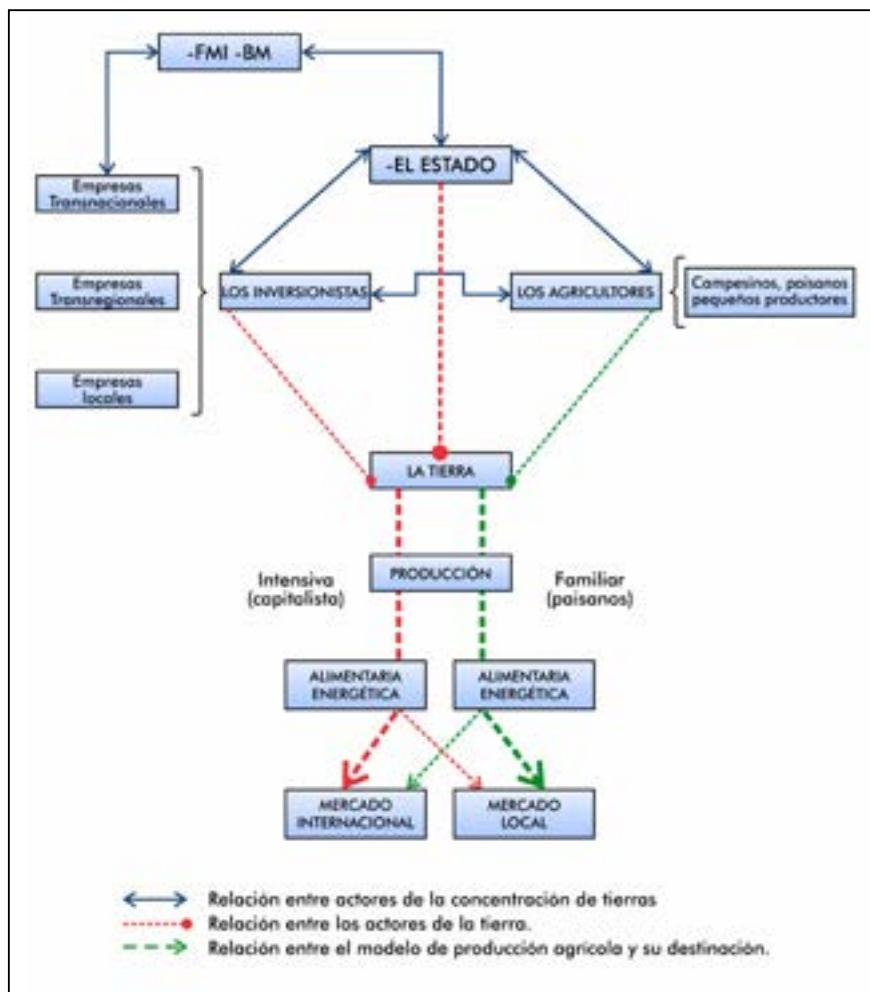 -FMI -BM
-EL ESTADO
Empresas
Transnacionales
Empresas
Transregionales
LOS INVERSIONISTAS
LOS AGRICULTORES
Campesinos, paisanos
pequeños productores
Empresas
locales
LA TIERRA
Intensiva
(capitalista)
PRODUCCIÓN
Familiar
(paisanos)
ALIMENTARIA
ENERGÉTICA
ALIMENTARIA
ENERGÉTICA
MERCADO
INTERNACIONAL
MERCADO
LOCAL
Relación entre actores de la concentración de tierras
Relación entre los actores de la tierra.
Relación entre el modelo de producción agrícola y su destinación.